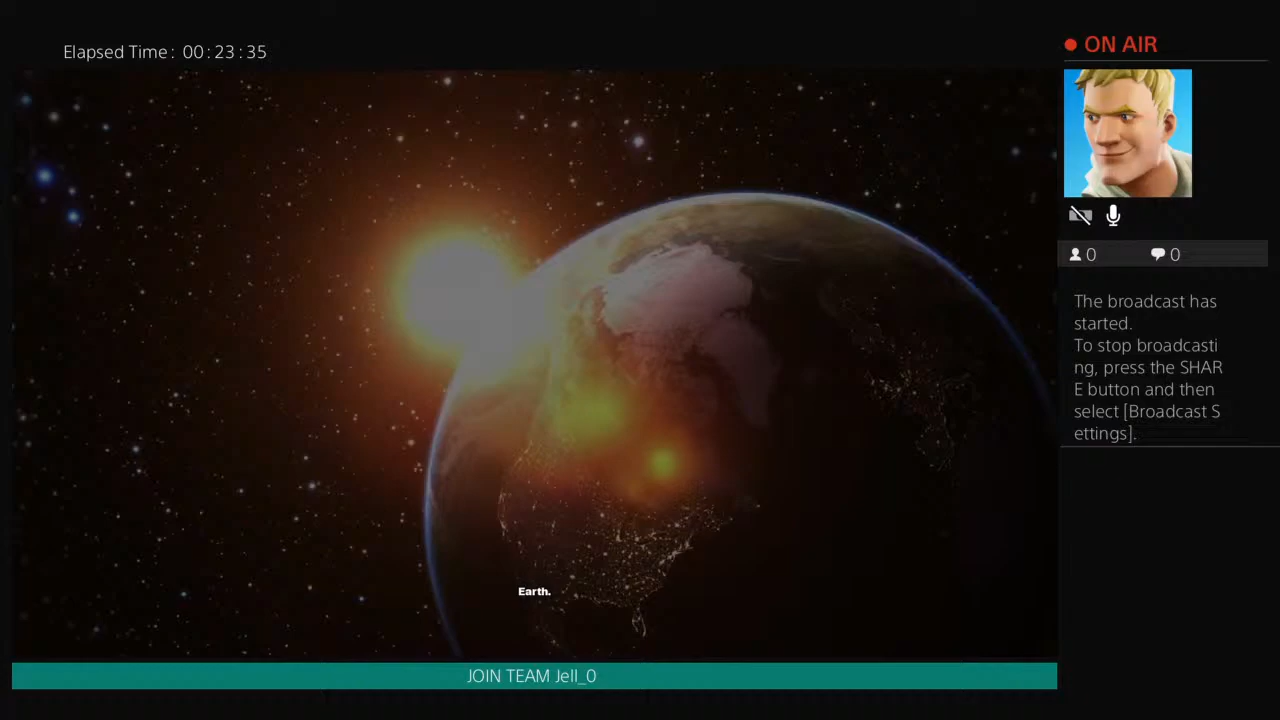 Elapsed Time: 00:23:35
ON AIR
0 0
The broadcast has
started.
To stop broadcasti
ng, press the SHAR
E button and then
select [Broadcast S
ettings].
Earth.
JOIN TEAM Jell_0